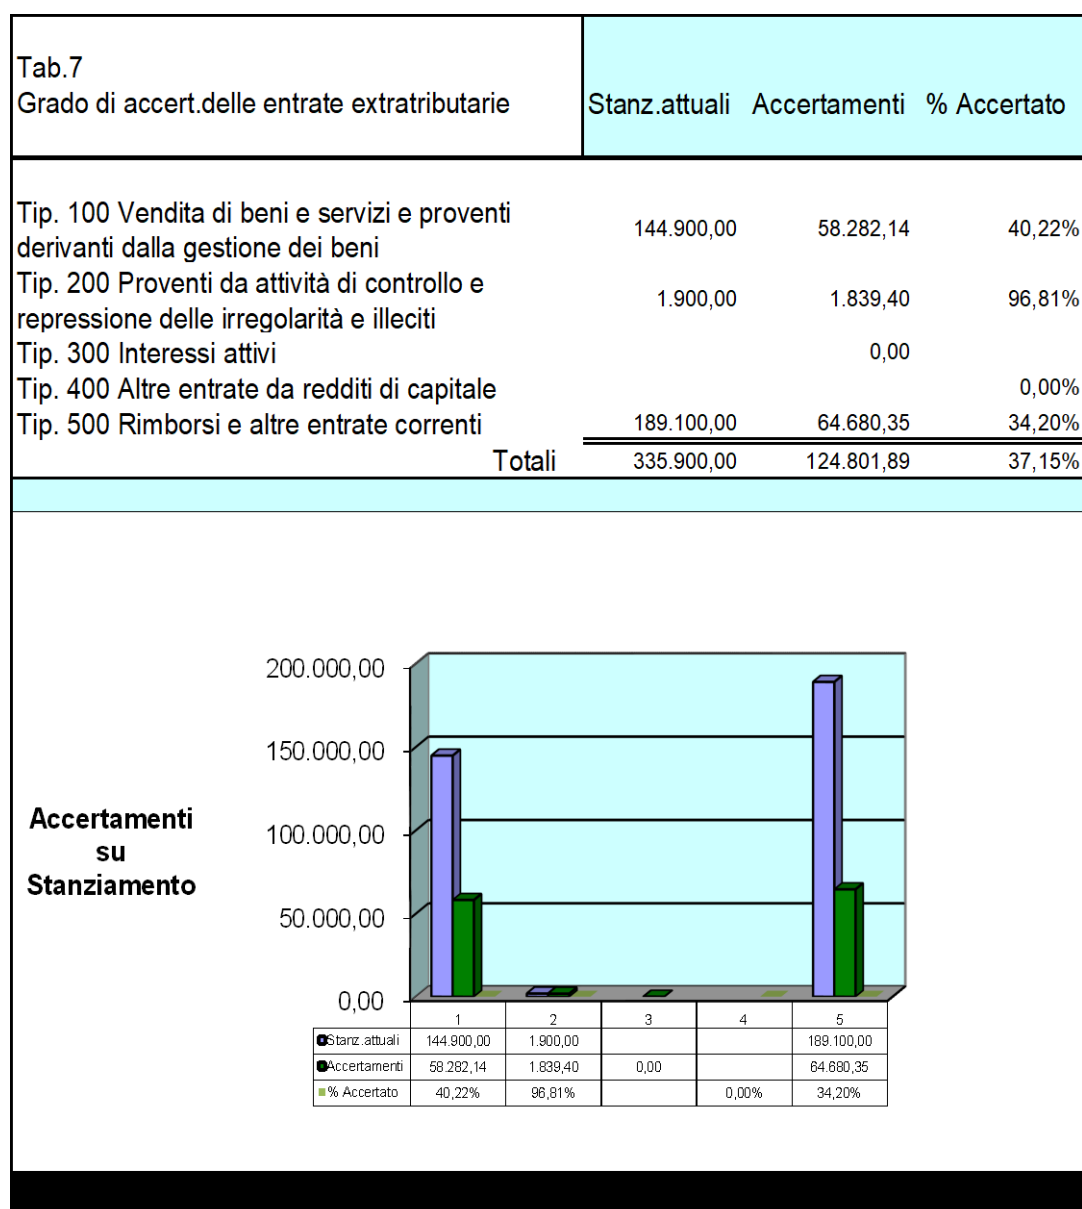 Tab.7
Grado di accert.delle entrate extratributarie
Stanz.attuali Accertamenti % Accertato
Tip. 100 Vendita di beni e servizi e proventi
derivanti dalla gestione dei beni
144.900,00 58.282,14 40,22%
Tip. 200 Proventi da attività di controllo e
repressione delle irregolarità e illeciti
1.900,00 1.839,40 96,81%
Tip. 300 Interessi attivi 0,00
Tip. 400 Altre entrate da redditi di capitale 0,00%
Tip. 500 Rimborsi e altre entrate correnti 189.100,00 64.680,35 34,20%
Totali 335.900,00 124.801,89 37,15%
Accertamenti
su
Stanziamento
200.000,00
150.000,00
100.000,00
50.000,00
0,00
1 2 3 4 5
Stanz.attuali 144.900,00 1.900,00 189.100,00
Accertamenti 58.282,14 1.839,40 0,00 64.680,35
% Accertato 40,22% 96,81% 0,00% 34,20%